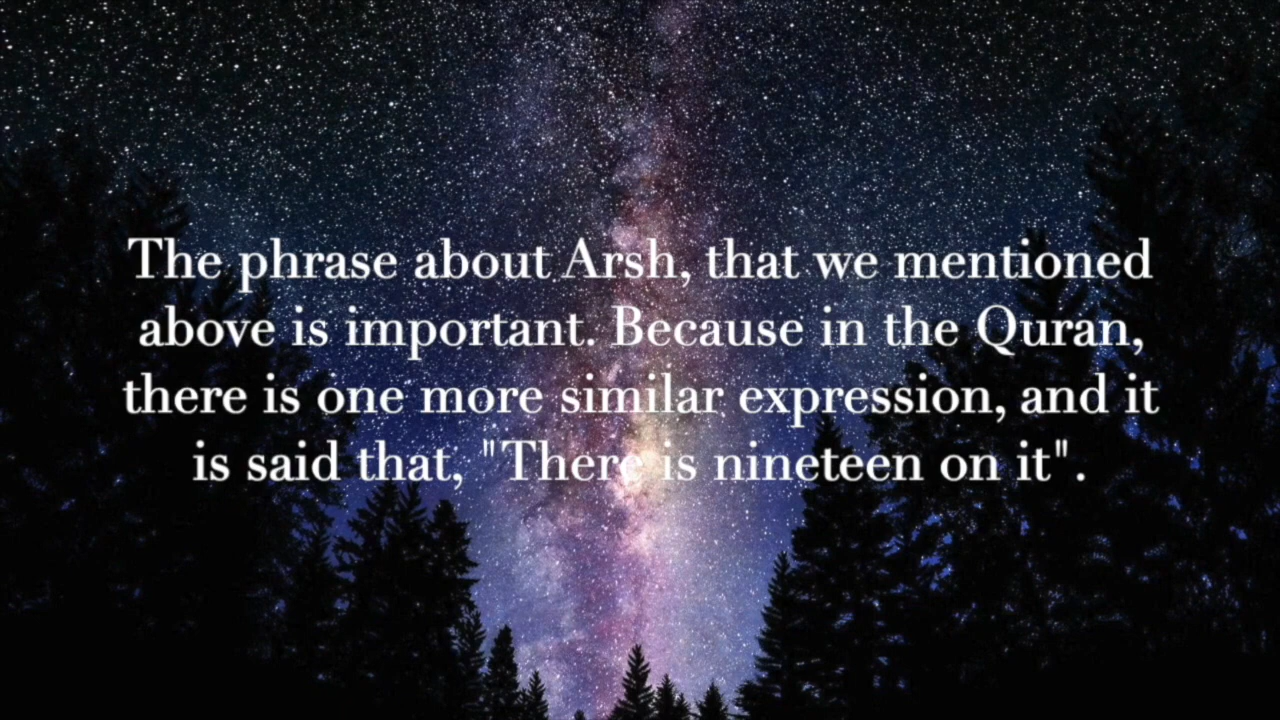 The phrase about Arsh, that we mentioned
above is important. Because in the Quran,
there is one more similar expression, and it
is said that, "There is nineteen on it".